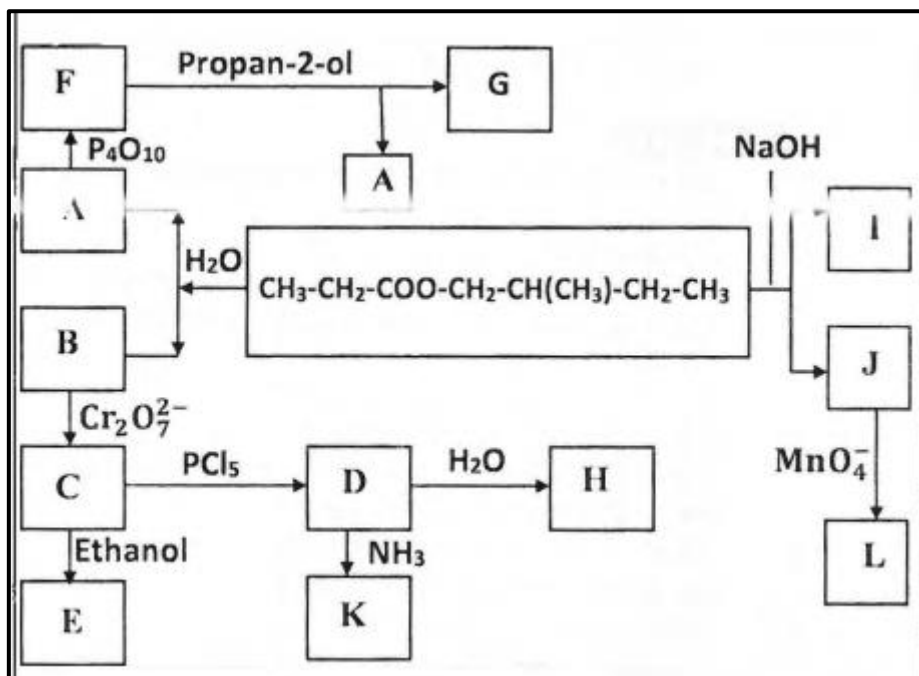 F
Propan-2-ol
G
P₄O₁₀
A
NaOH
A
I
H₂O
CH₃-CH₂-COO-CH₂-CH(CH₃)-CH₂-CH₃
B
J
Cr₂O₇²⁻
MnO₄⁻
C
PCl₅
D
H₂O
H
Ethanol
NH₃
L
E
K